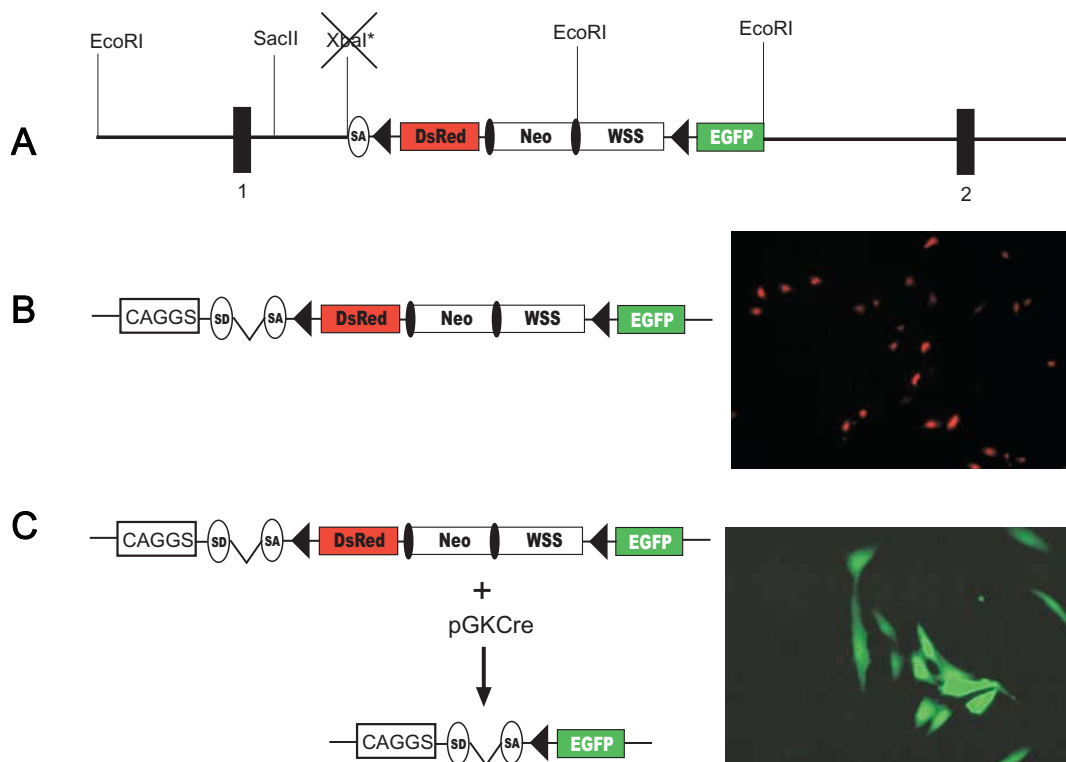 A
EcoRI
SacII
XbaI*
EcoRI
EcoRI
SA
DsRed
Neo
WSS
EGFP
1
2
B
CAGGS
SD
SA
DsRed
Neo
WSS
EGFP
C
CAGGS
SD
SA
DsRed
Neo
WSS
EGFP
+
pGKCre
CAGGS
SD
SA
EGFP